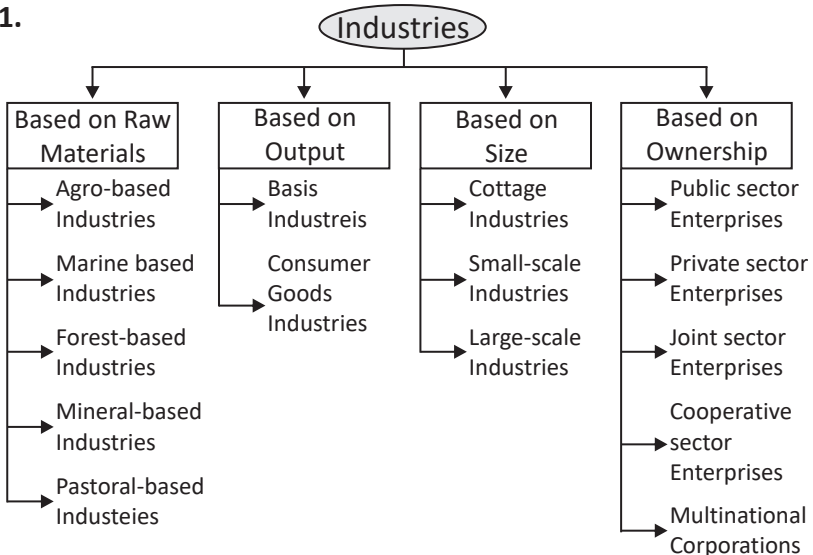 1.
Industries
Based on Raw
Materials
Agro-based
Industries
Marine based
Industries
Forest-based
Industries
Mineral-based
Industries
Pastoral-based
Industeies
Based on
Output
Basis
Industreis
Consumer
Goods
Industries
Based on
Size
Cottage
Industries
Small-scale
Industries
Large-scale
Industries
Based on
Ownership
Public sector
Enterprises
Private sector
Enterprises
Joint sector
Enterprises
Cooperative
sector
Enterprises
Multinational
Corporations